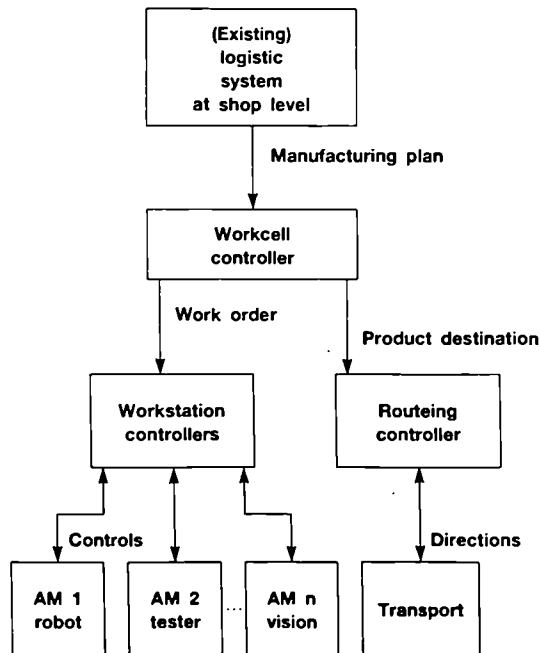 (Existing)
logistic
system
at shop level
Manufacturing plan
Workcell
controller
Work order
Product destination
Workstation
controllers
Routeing
controller
Controls
Directions
AM 1
robot
AM 2
tester
...
AM n
vision
Transport